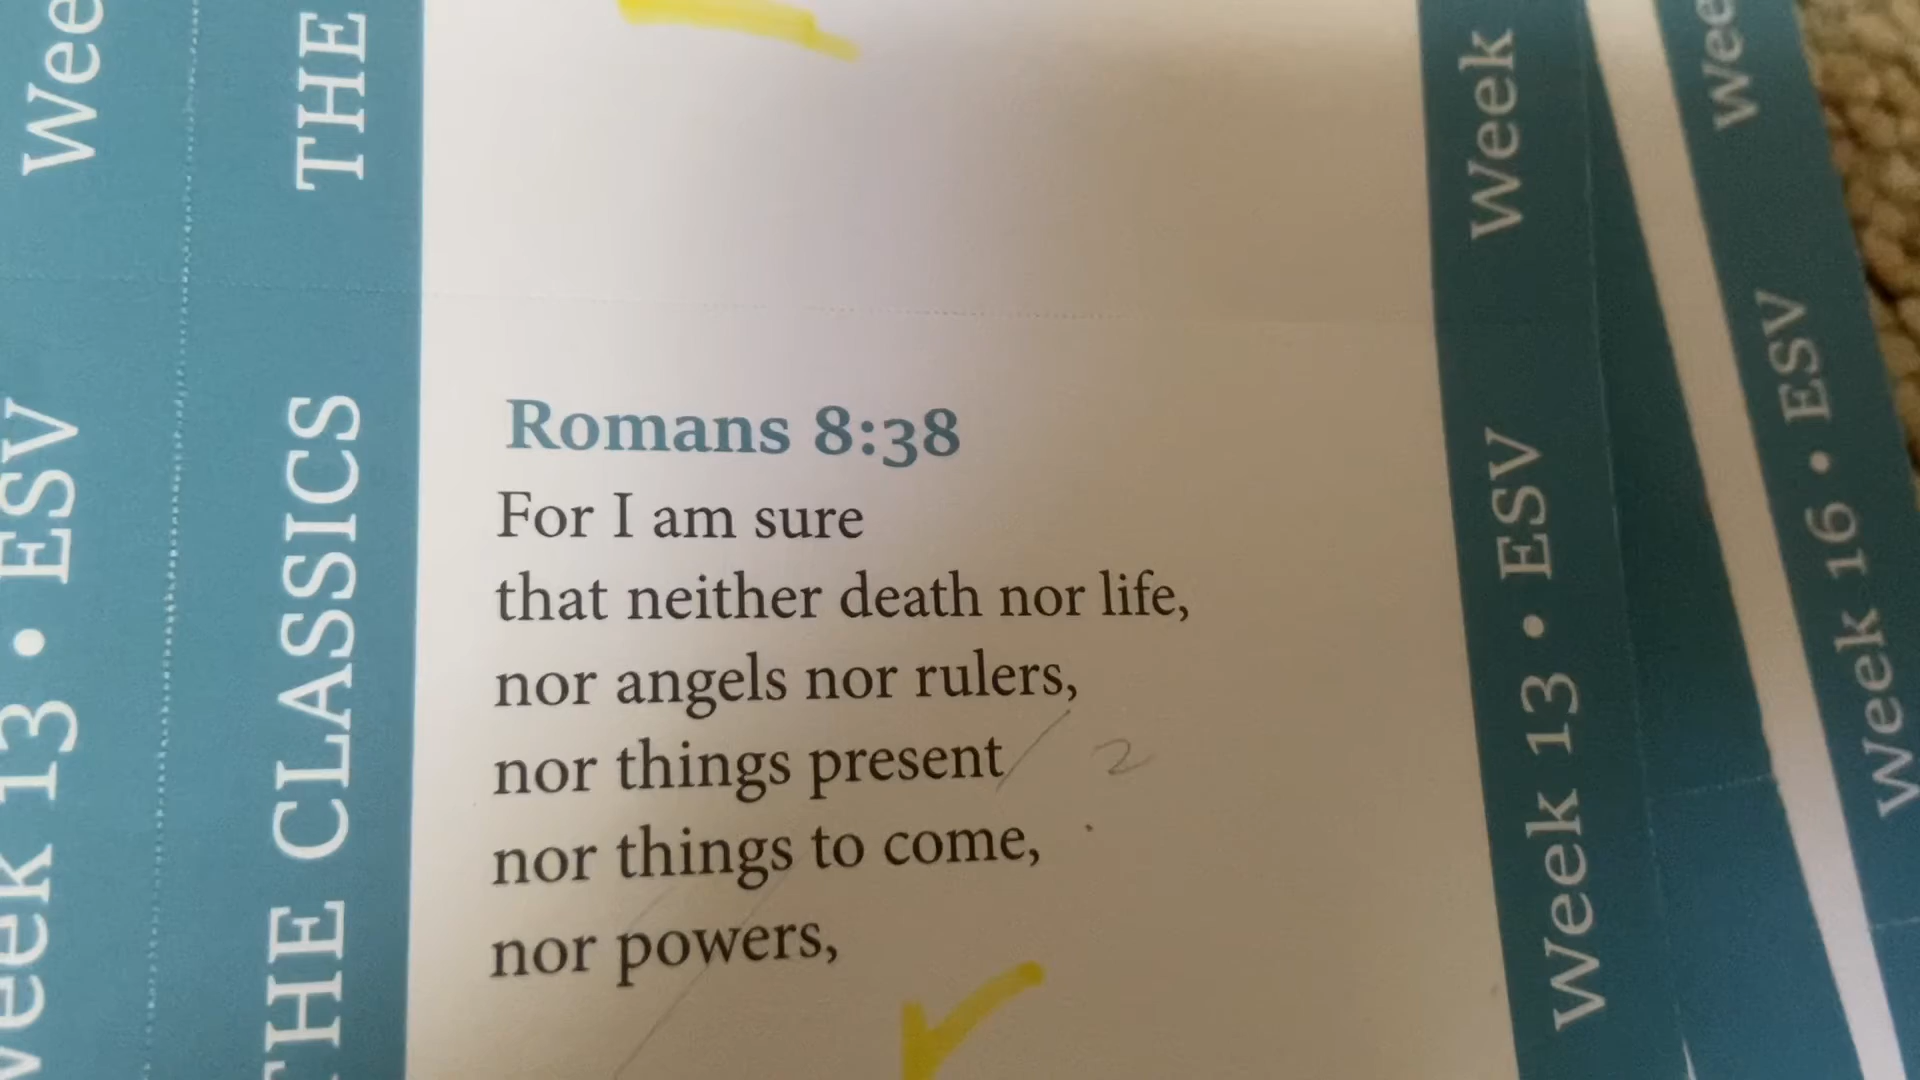 Wee
THE
Week
Wee
Week 13 • ESV
THE CLASSICS
Romans 8:38
For I am sure
that neither death nor life,
nor angels nor rulers,
nor things present
2
nor things to come,
nor powers,
Week 13 • ESV
Week 16 • ESV